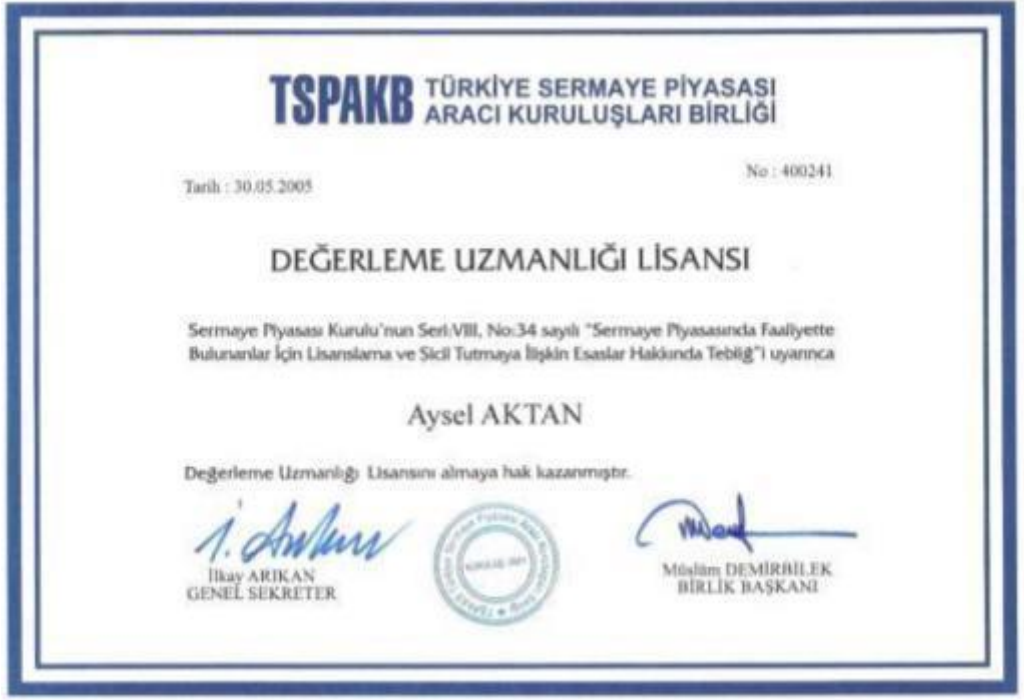 TSPAKB TÜRKİYE SERMAYE PİYASASI
ARACI KURULUŞLARI BİRLİĞİ
No : 400241
Tarih : 30.05.2005
DEĞERLEME UZMANLIĞI LİSANSI
Sermaye Piyasası Kurulu'nun Seri:VIII, No:34 sayılı "Sermaye Piyasasında Faaliyette
Bulunanlar İçin Lisanslama ve Sicil Tutmaya İlişkin Esaslar Hakkında Tebliğ"i uyarınca
Aysel AKTAN
Değerleme Uzmanlığı Lisansını almaya hak kazanmıştır.
İlkay ARIKAN
GENEL SEKRETER
Müslüm DEMİRBİLEK
BİRLİK BAŞKANI